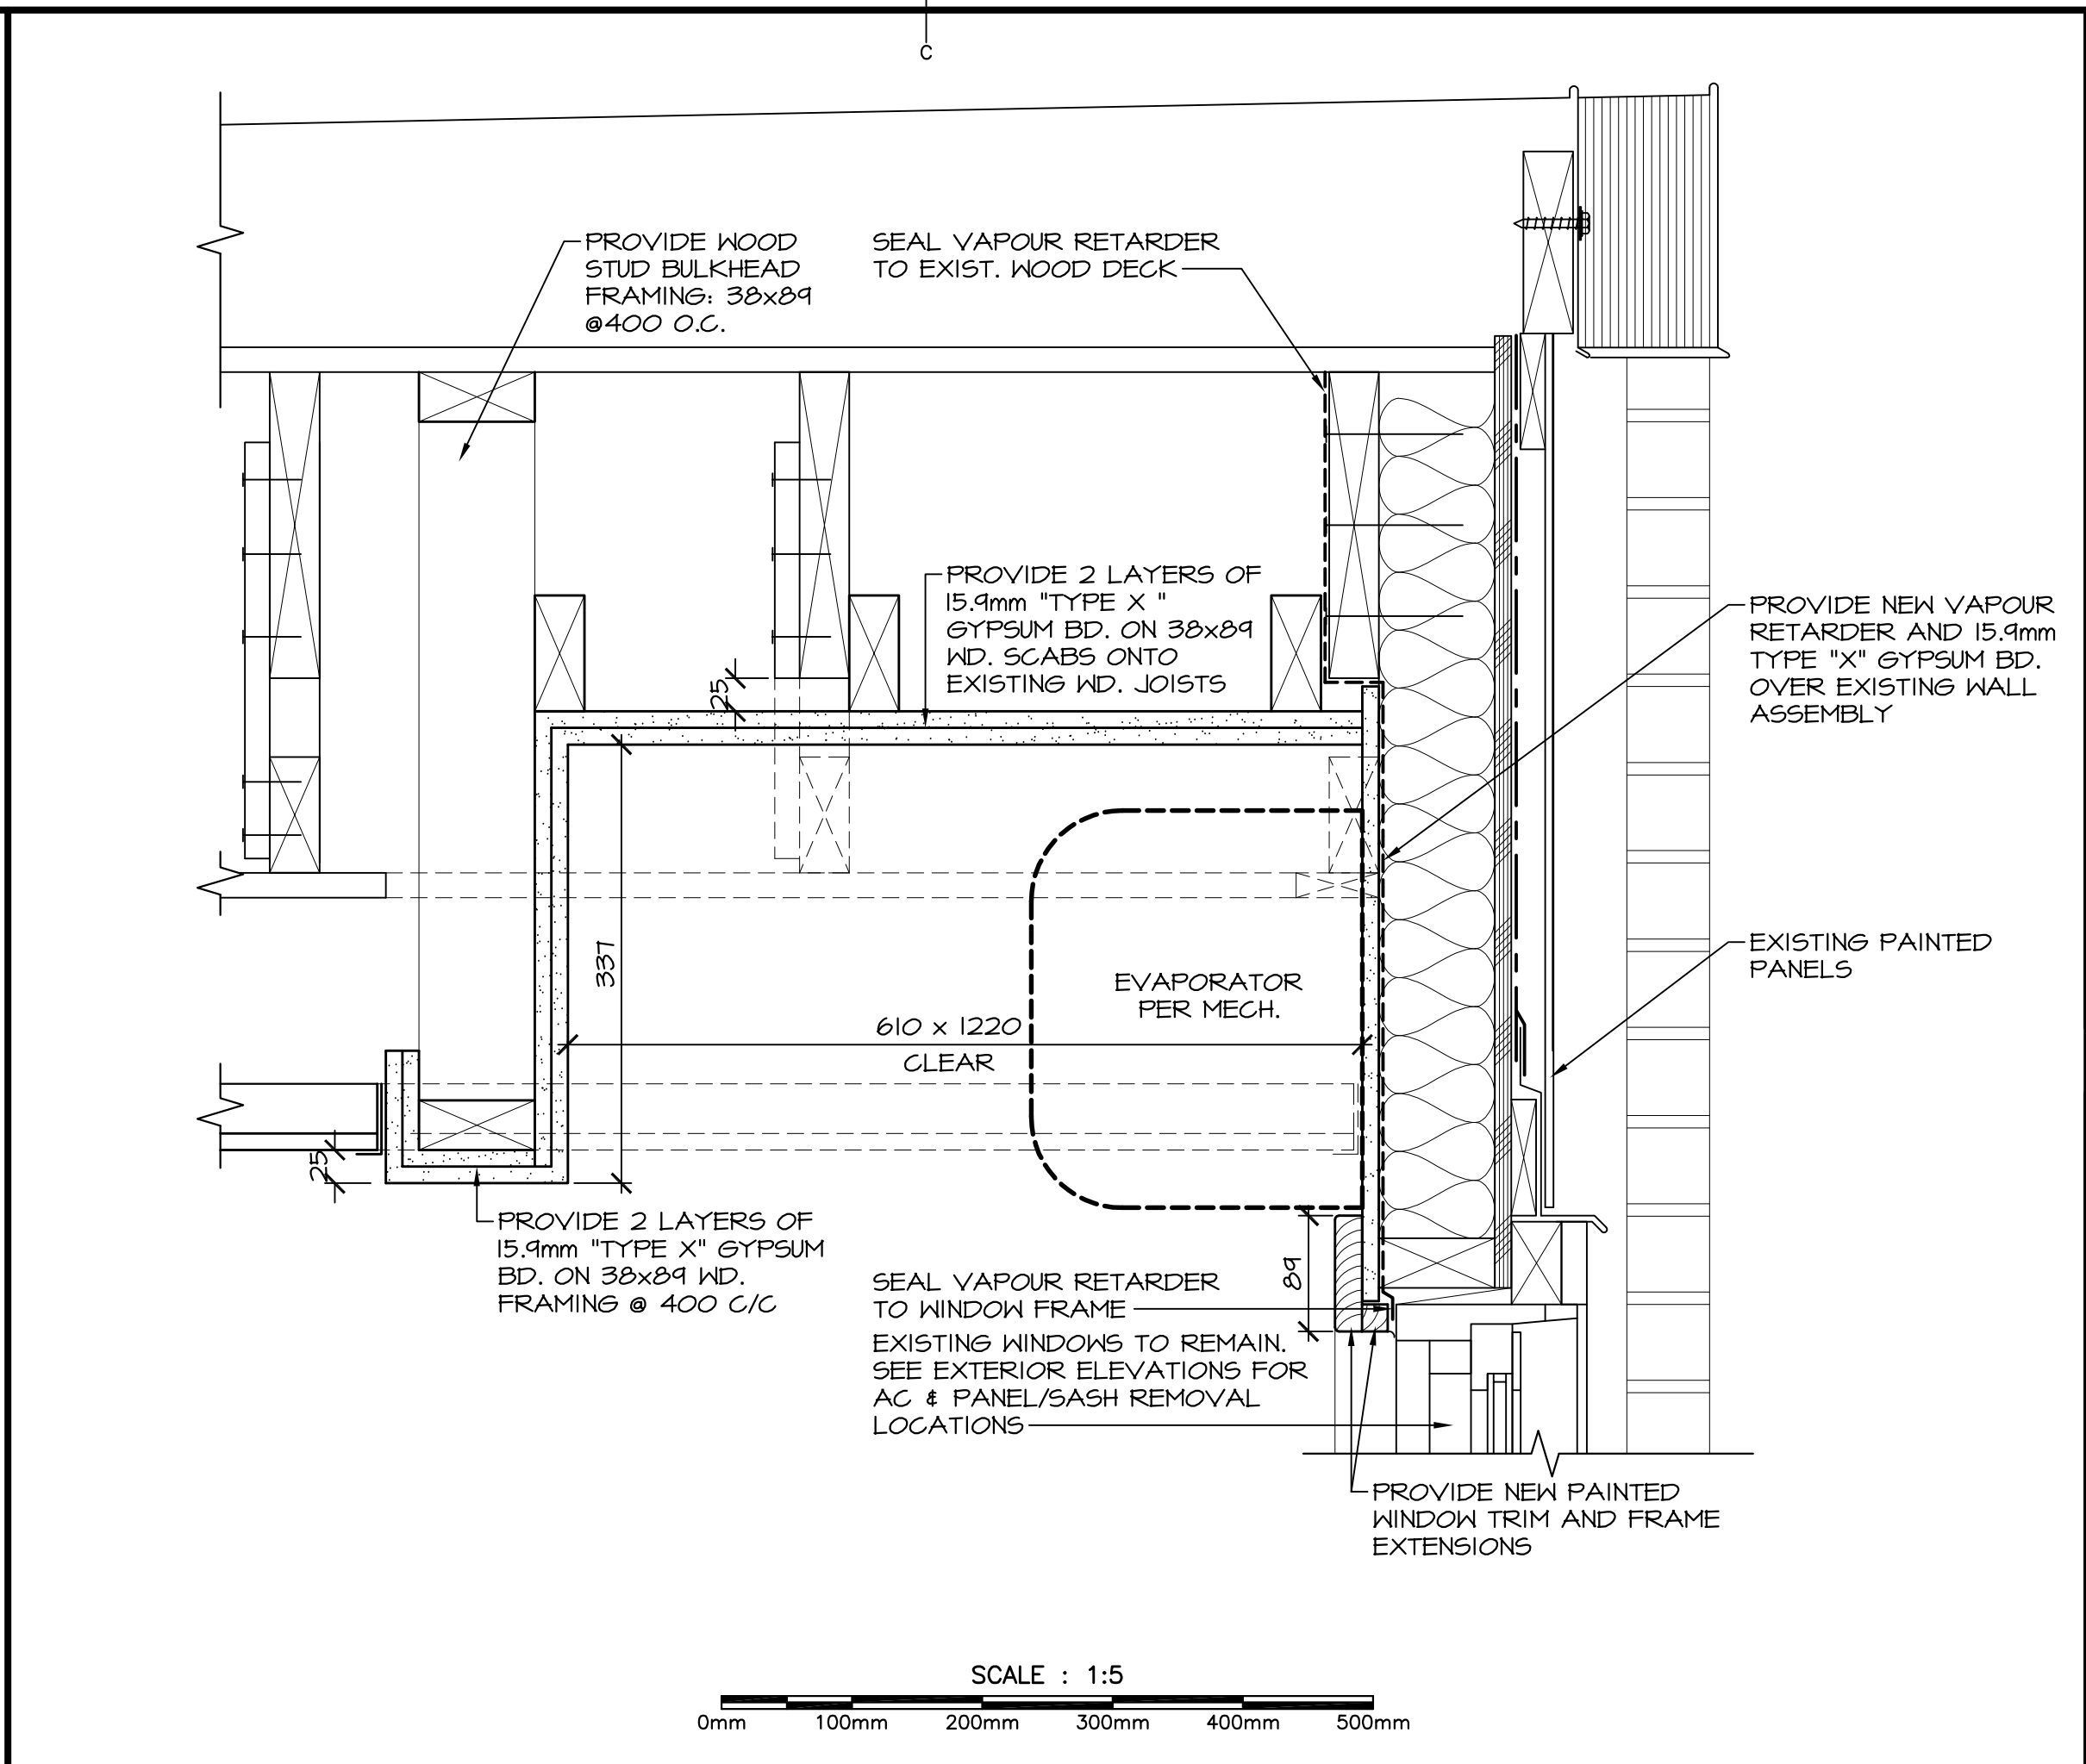 C
PROVIDE WOOD
STUD BULKHEAD
FRAMING: 38x89
@400 O.C.
SEAL VAPOUR RETARDER
TO EXIST. WOOD DECK
PROVIDE 2 LAYERS OF
15.9mm "TYPE X "
GYPSUM BD. ON 38x89
WD. SCABS ONTO
EXISTING WD. JOISTS
PROVIDE NEW VAPOUR
RETARDER AND 15.9mm
TYPE "X" GYPSUM BD.
OVER EXISTING WALL
ASSEMBLY
25
337
EXISTING PAINTED
PANELS
EVAPORATOR
PER MECH.
610 x 1220
CLEAR
25
PROVIDE 2 LAYERS OF
15.9mm "TYPE X" GYPSUM
BD. ON 38x89 WD.
FRAMING @ 400 C/C
89
SEAL VAPOUR RETARDER
TO WINDOW FRAME
EXISTING WINDOWS TO REMAIN.
SEE EXTERIOR ELEVATIONS FOR
AC & PANEL/SASH REMOVAL
LOCATIONS
PROVIDE NEW PAINTED
WINDOW TRIM AND FRAME
EXTENSIONS
SCALE : 1:5
0mm 100mm 200mm 300mm 400mm 500mm